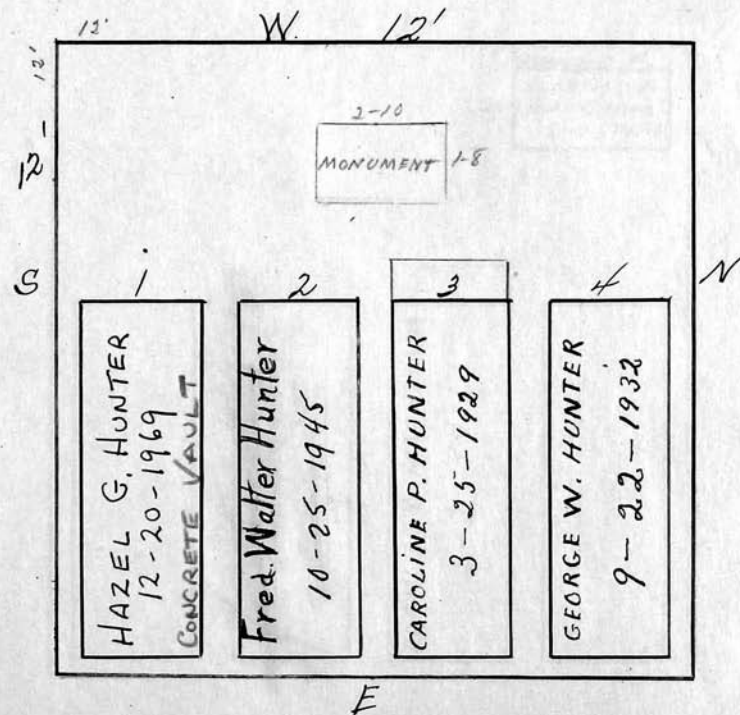 12' W. 12'
12'
12'
2-10
MONUMENT 1-8
S N
1 2 3 4
HAZEL G. HUNTER
12-20-1969
CONCRETE VAULT
Fred Walter Hunter
10-25-1945
CAROLINE P. HUNTER
3-25-1929
GEORGE W. HUNTER
9-22-1932
E